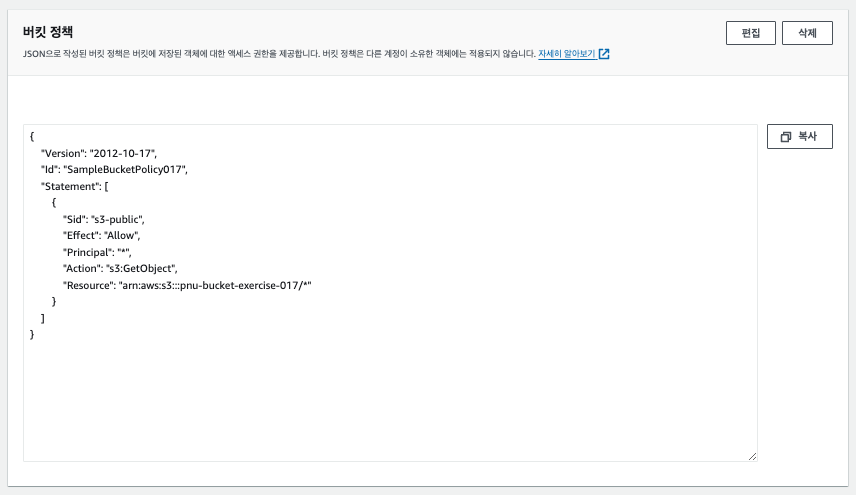 버킷 정책
편집
삭제
JSON으로 작성된 버킷 정책은 버킷에 저장된 객체에 대한 액세스 권한을 제공합니다. 버킷 정책은 다른 계정이 소유한 객체에는 적용되지 않습니다. 자세히 알아보기
복사
{
"Version": "2012-10-17",
"Id": "SampleBucketPolicy017",
"Statement": [
{
"Sid": "s3-public",
"Effect": "Allow",
"Principal": "*",
"Action": "s3:GetObject",
"Resource": "arn:aws:s3:::pnu-bucket-exercise-017/*"
}
]
}